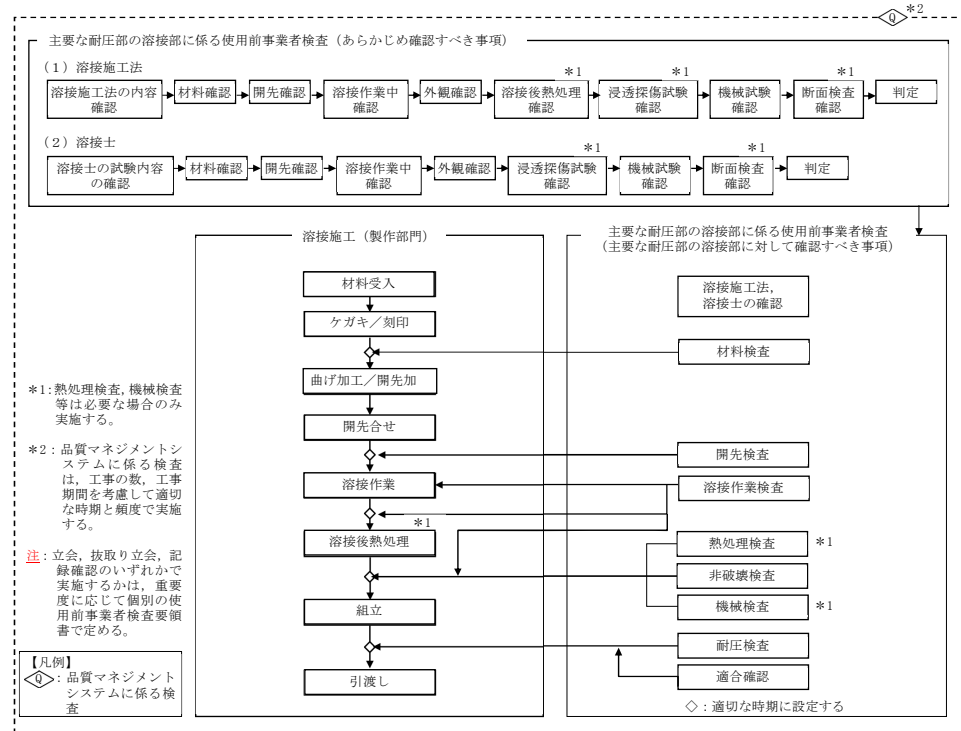 Q *2
主要な耐圧部の溶接部に係る使用前事業者検査（あらかじめ確認すべき事項）
（1）溶接施工法
*1 *1 *1
溶接施工法の内容
確認
材料確認
開先確認
溶接作業中
確認
外観確認
溶接後熱処理
確認
浸透探傷試験
確認
機械試験
確認
断面検査
確認
判定
（2）溶接士
*1 *1
溶接士の試験内容
の確認
材料確認
開先確認
溶接作業中
確認
外観確認
浸透探傷試験
確認
機械試験
確認
断面検査
確認
判定
溶接施工（製作部門）
材料受入
ケガキ／刻印
曲げ加工／開先加
開先合せ
溶接作業
*1
溶接後熱処理
組立
引渡し
主要な耐圧部の溶接部に係る使用前事業者検査
（主要な耐圧部の溶接部に対して確認すべき事項）
溶接施工法，
溶接士の確認
材料検査
開先検査
溶接作業検査
熱処理検査 *1
非破壊検査
機械検査 *1
耐圧検査
適合確認
◇：適切な時期に設定する
*1：熱処理検査，機械検査
等は必要な場合のみ
実施する。
*2：品質マネジメントシ
ステムに係る検査
は，工事の数，工事
期間を考慮して適切
な時期と頻度で実施
する。
注：立会，抜取り立会，記
録確認のいずれかで
実施するかは，重要
度に応じて個別の使
用前事業者検査要領
書で定める。
【凡例】
Q：品質マネジメント
システムに係る検
査